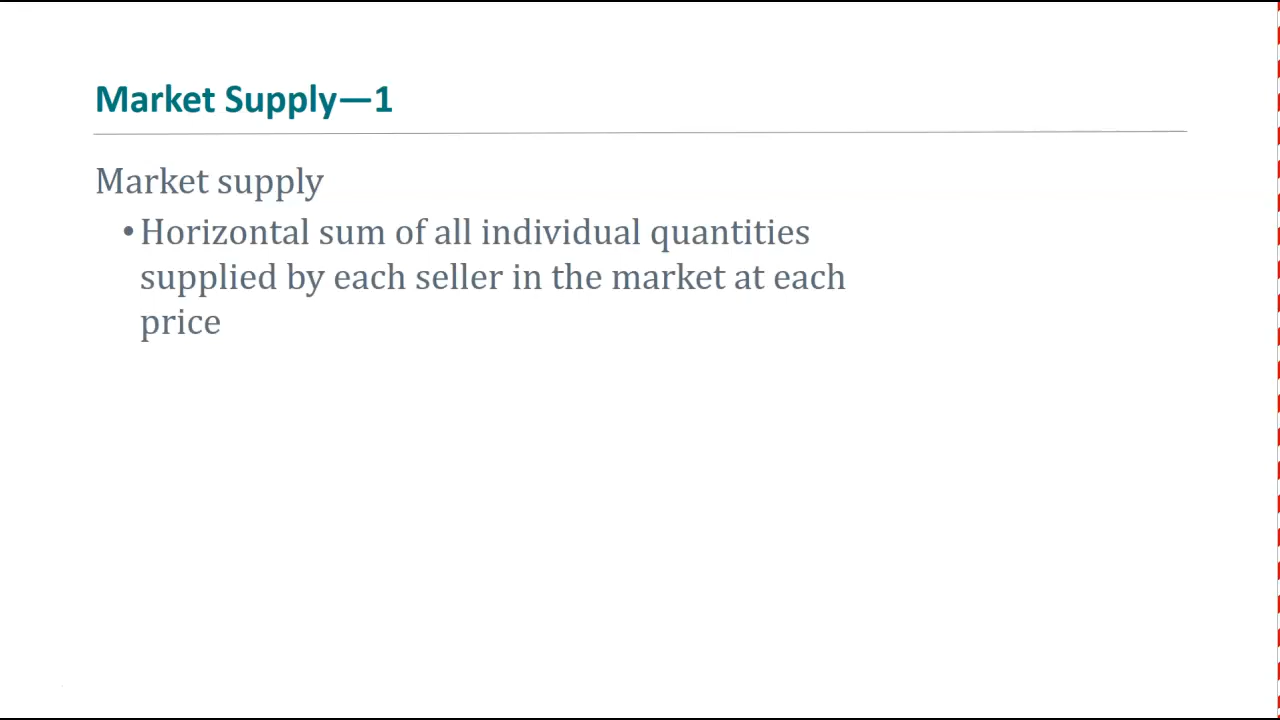 Market Supply—1
Market supply
•Horizontal sum of all individual quantities
supplied by each seller in the market at each
price